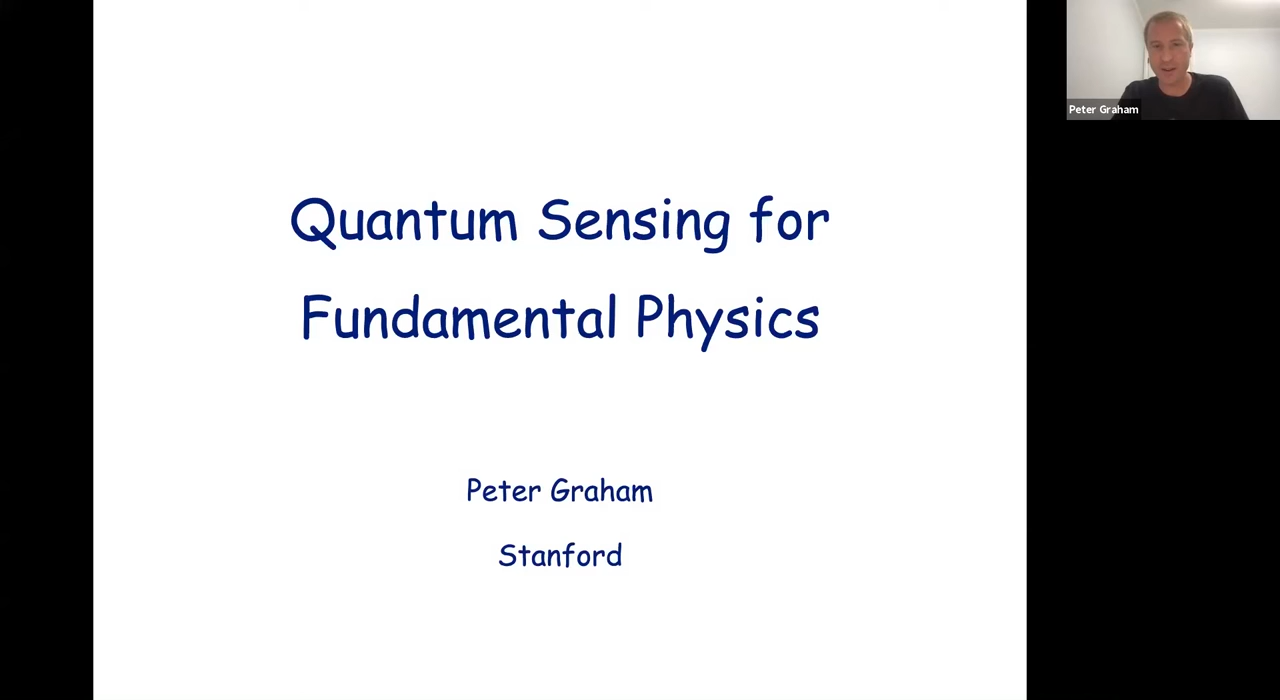 Quantum Sensing for
Fundamental Physics
Peter Graham
Stanford
Peter Graham